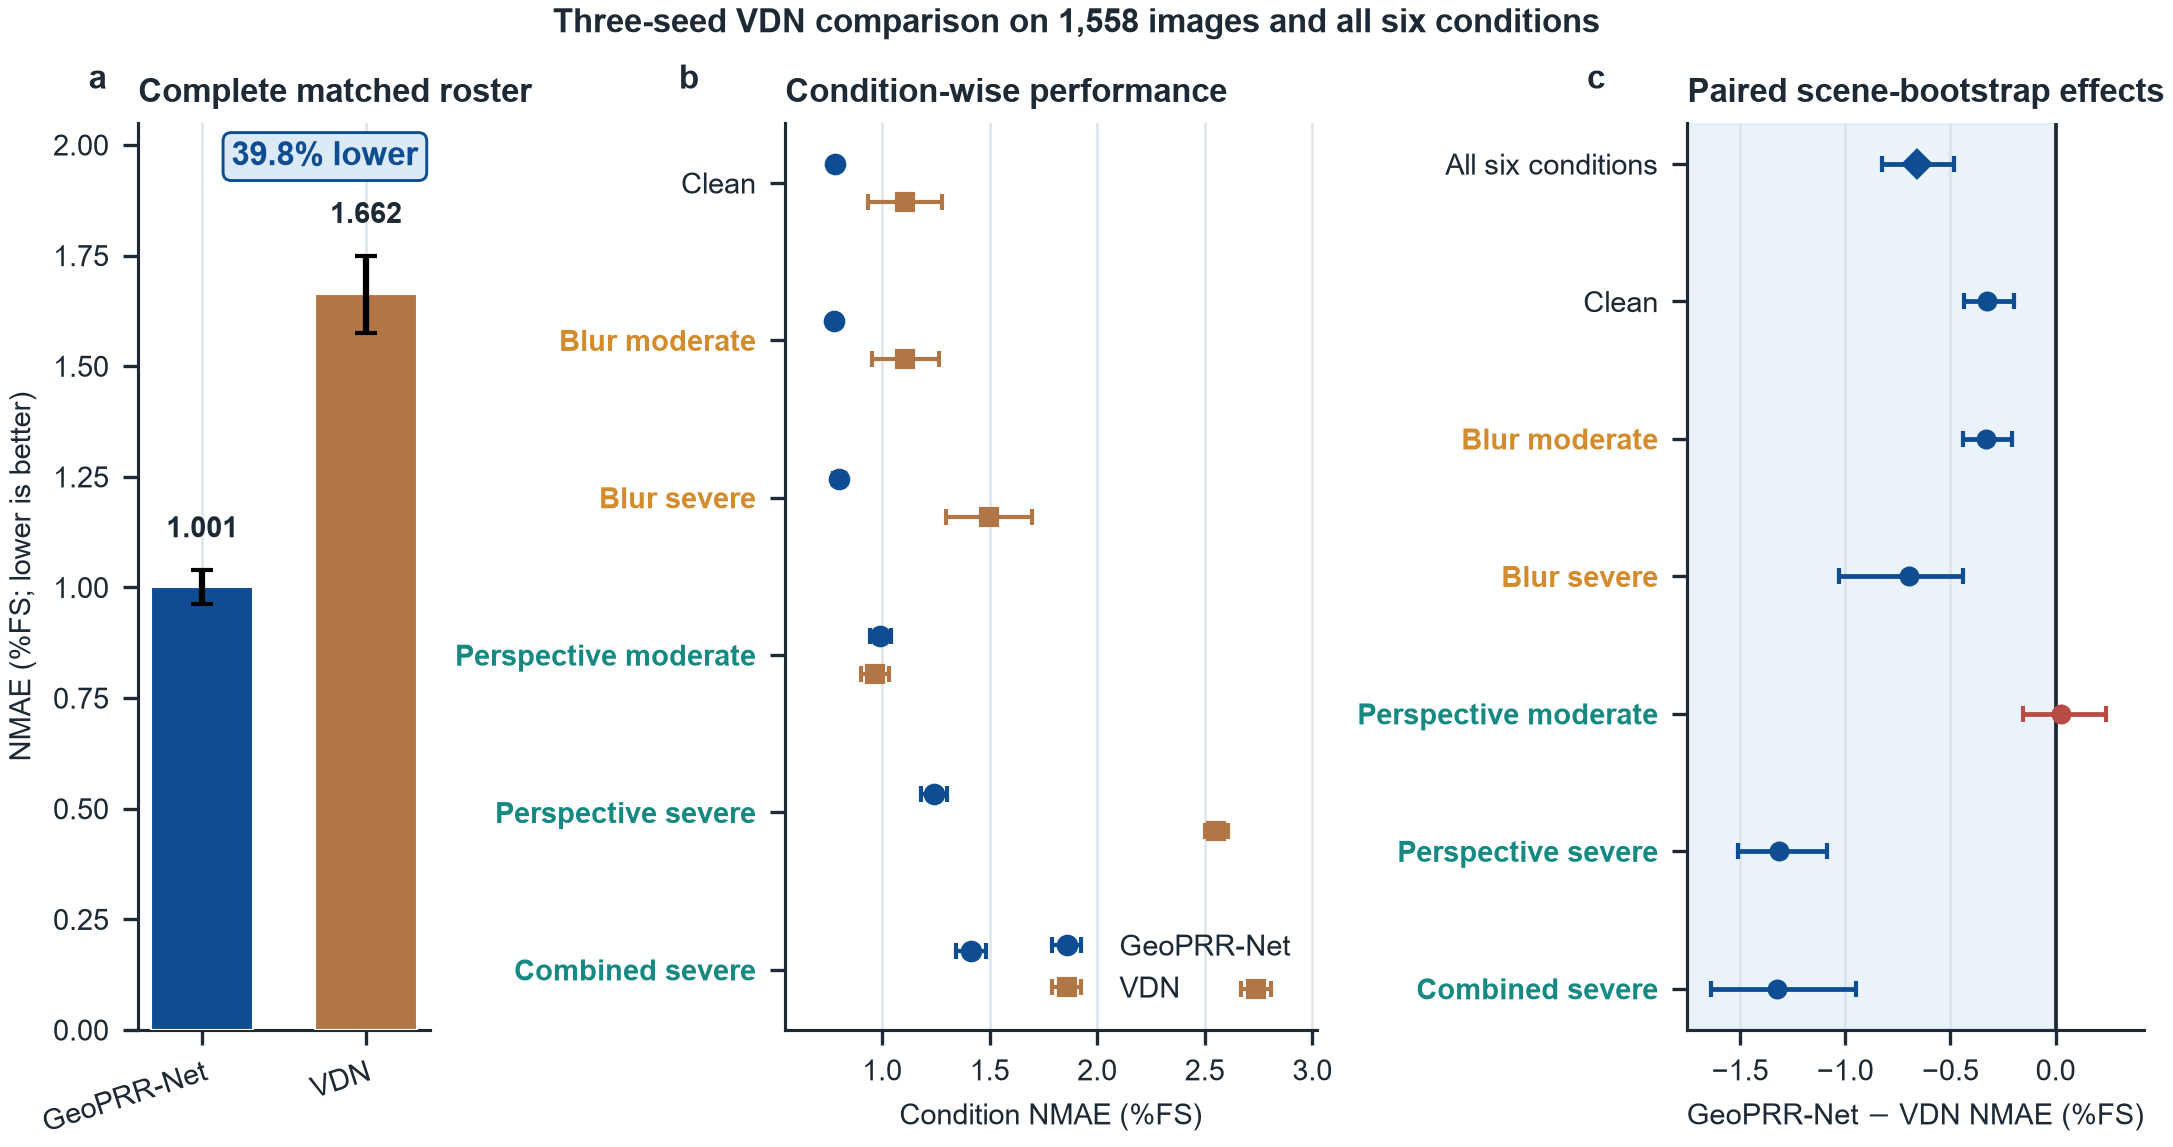 Three-seed VDN comparison on 1,558 images and all six conditions
a
Complete matched roster
39.8% lower
1.662
1.001
2.00
1.75
1.50
1.25
1.00
0.75
0.50
0.25
0.00
NMAE (%FS; lower is better)
GeoPRR-Net
VDN
b
Condition-wise performance
Clean
Blur moderate
Blur severe
Perspective moderate
Perspective severe
Combined severe
GeoPRR-Net
VDN
1.0
1.5
2.0
2.5
3.0
Condition NMAE (%FS)
c
Paired scene-bootstrap effects
All six conditions
Clean
Blur moderate
Blur severe
Perspective moderate
Perspective severe
Combined severe
−1.5
−1.0
−0.5
0.0
GeoPRR-Net − VDN NMAE (%FS)